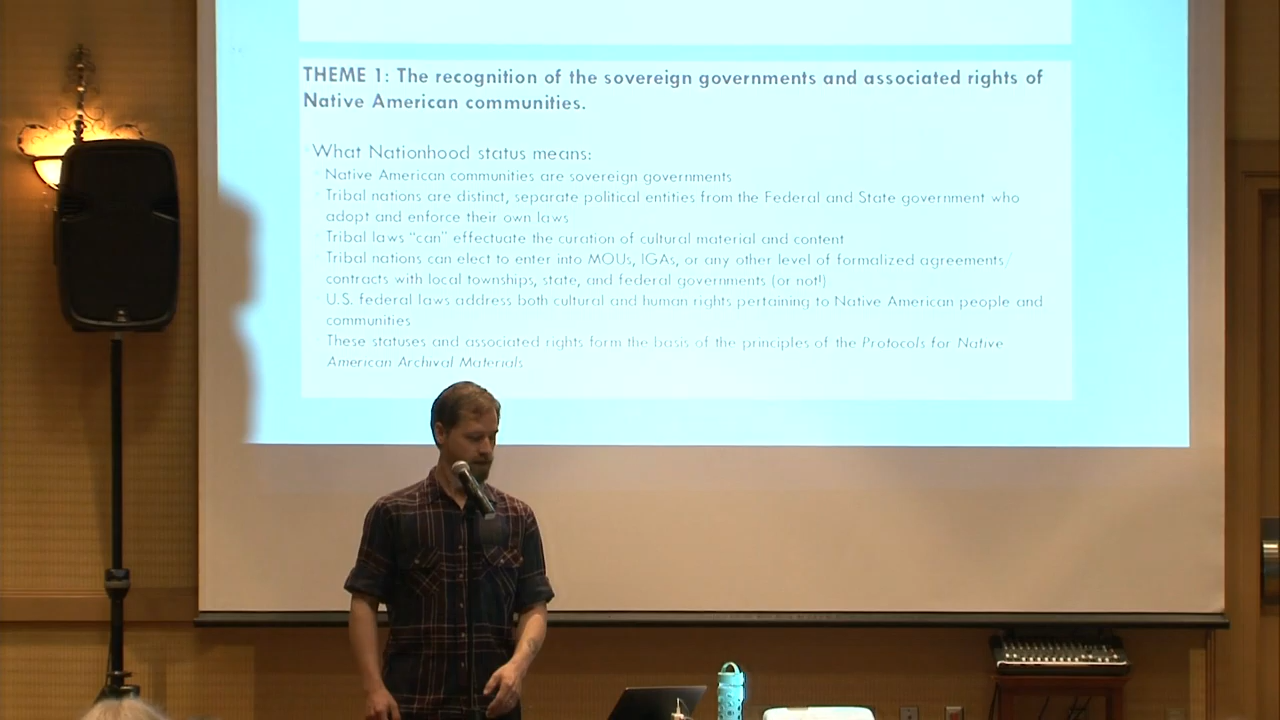 THEME 1: The recognition of the sovereign governments and associated rights of
Native American communities.
What Nationhood status means:
Native American communities are sovereign governments
Tribal nations are distinct, separate political entities from the Federal and State government who
adopt and enforce their own laws
Tribal laws “can” effectuate the curation of cultural material and content
Tribal nations can elect to enter into MOUs, IGAs, or any other level of formalized agreements/
contracts with local townships, state, and federal governments (or not!)
U.S. federal laws address both cultural and human rights pertaining to Native American people and
communities
These statuses and associated rights form the basis of the principles of the Protocols for Native
American Archival Materials